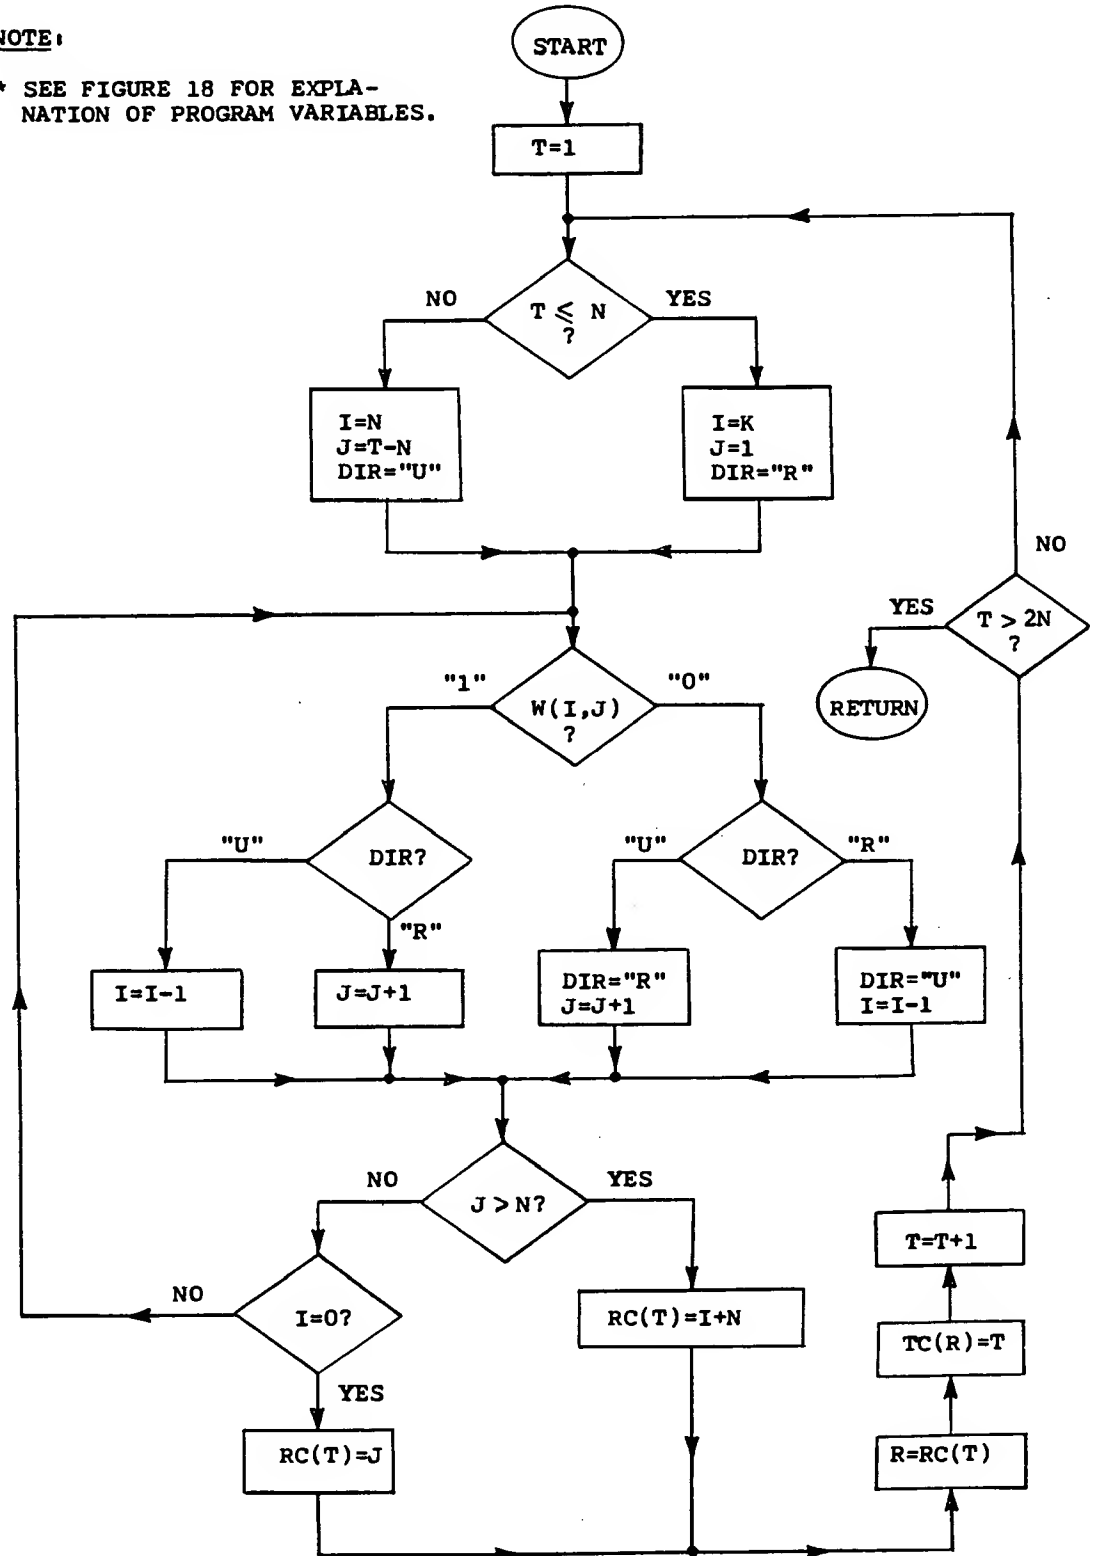 NOTE:
* SEE FIGURE 18 FOR EXPLA-
NATION OF PROGRAM VARIABLES.
START
T=1
T ≤ N
?
NO
YES
I=N
J=T-N
DIR="U"
I=K
J=1
DIR="R"
NO
YES
T > 2N
?
RETURN
"1"
"0"
W(I,J)
?
"U"
DIR?
"R"
"U"
DIR?
"R"
I=I-1
J=J+1
DIR="R"
J=J+1
DIR="U"
I=I-1
NO
J > N?
YES
NO
I=0?
YES
RC(T)=I+N
RC(T)=J
T=T+1
TC(R)=T
R=RC(T)